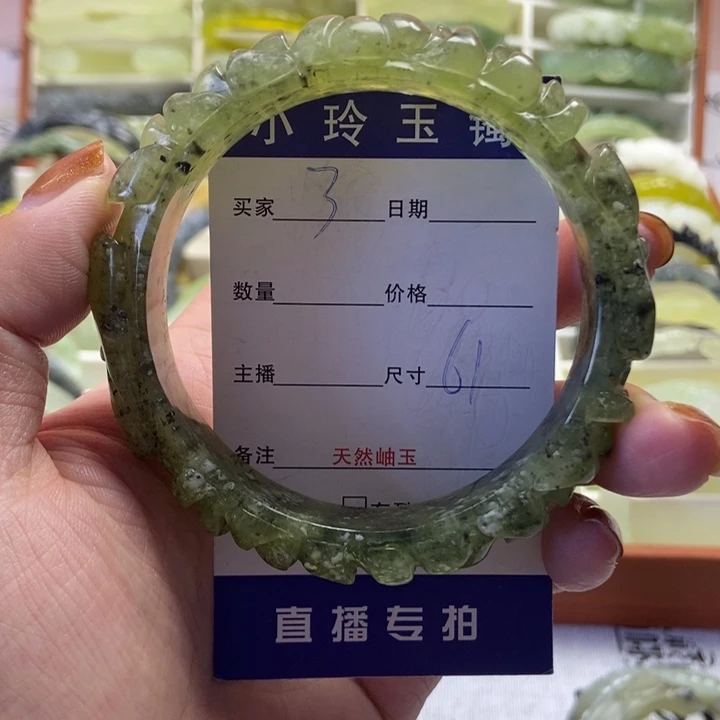 小玲玉镯
买家 3 日期
数量 价格
主播 尺寸 61
备注 天然岫玉
直播专拍